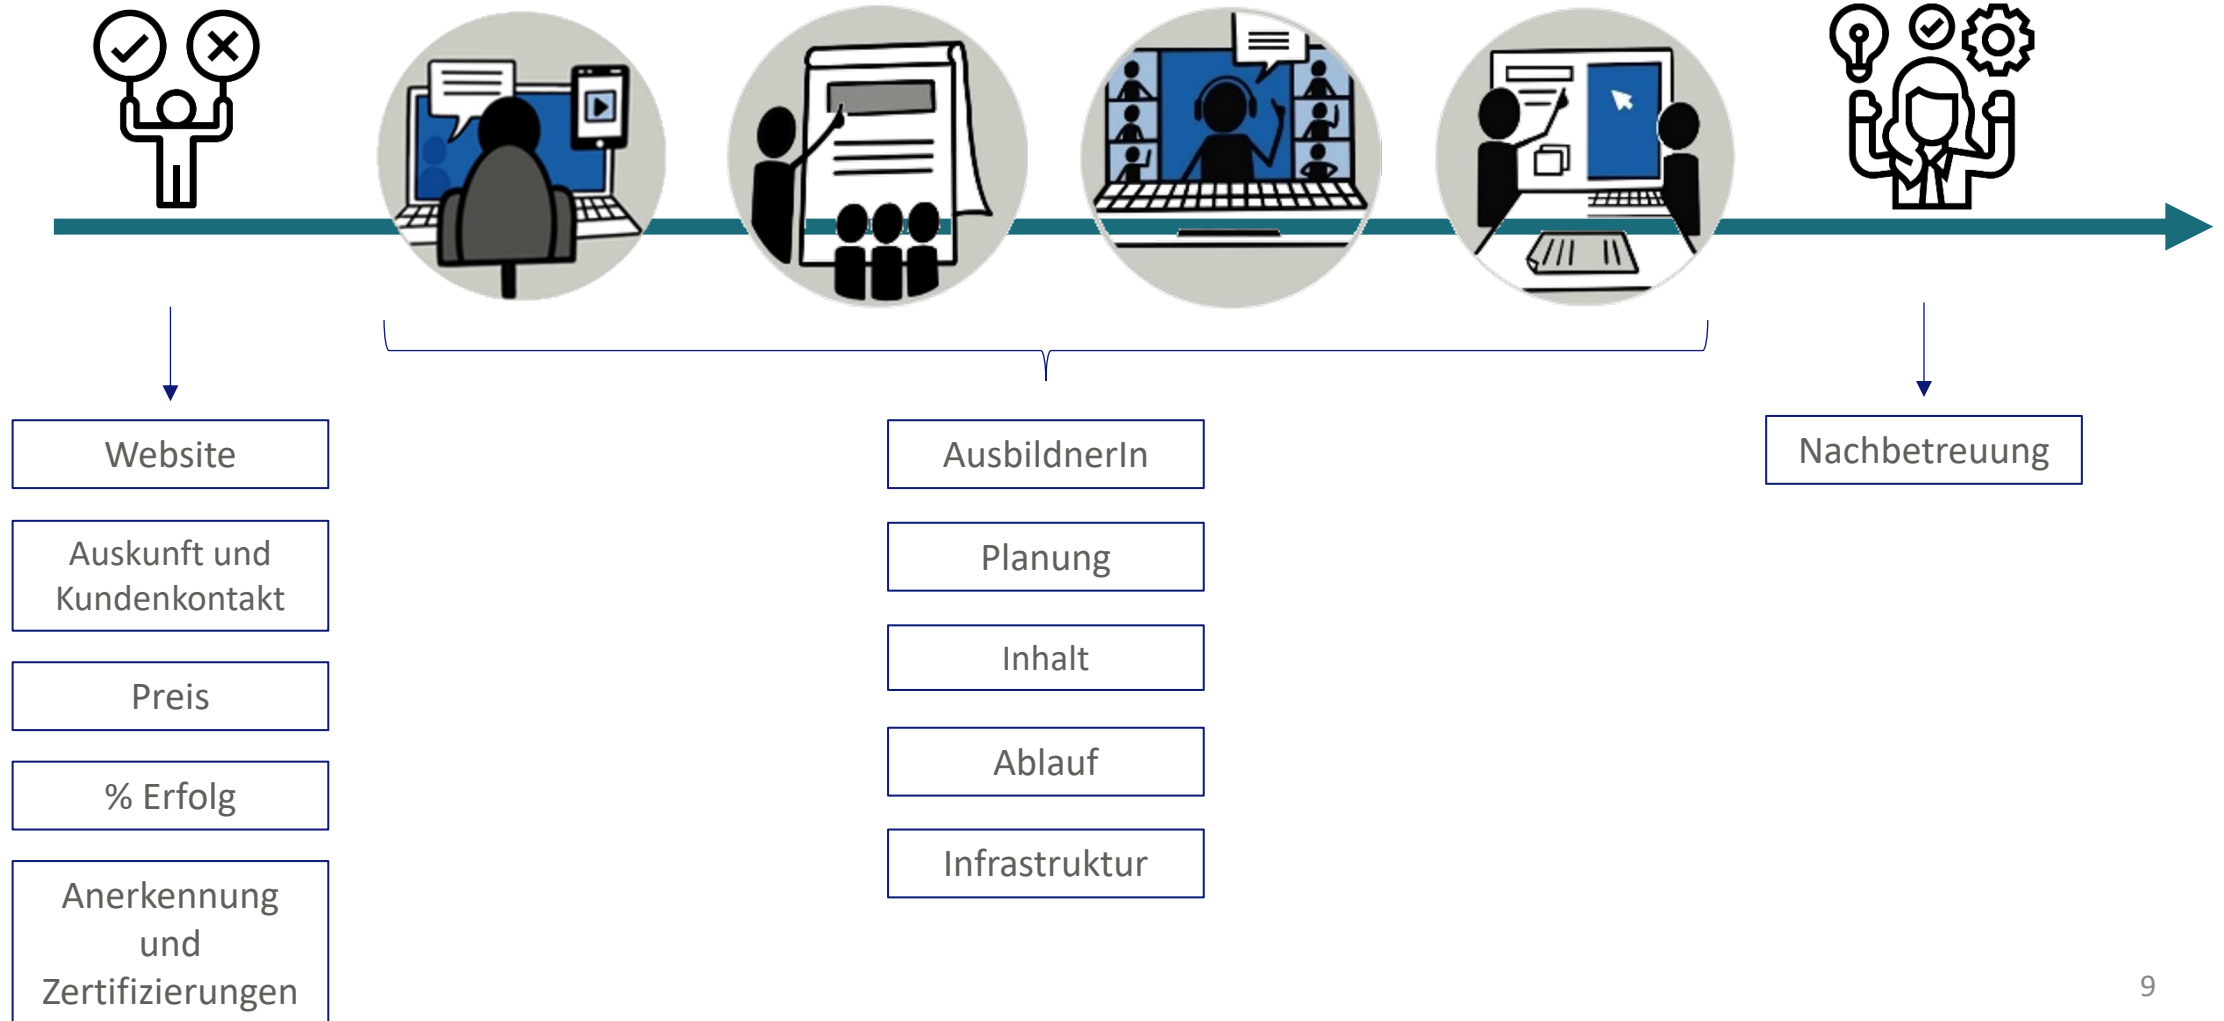 Website
Auskunft und
Kundenkontakt
Preis
% Erfolg
Anerkennung
und
Zertifizierungen
AusbildnerIn
Planung
Inhalt
Ablauf
Infrastruktur
Nachbetreuung
9